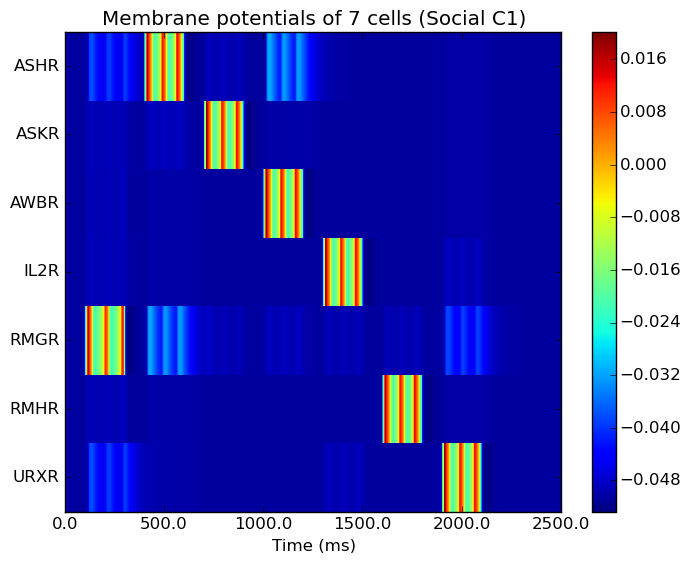 Membrane potentials of 7 cells (Social C1)
ASHR
ASKR
AWBR
IL2R
RMGR
RMHR
URXR
0.0 500.0 1000.0 1500.0 2000.0 2500.0
Time (ms)
0.016
0.008
0.000
−0.008
−0.016
−0.024
−0.032
−0.040
−0.048